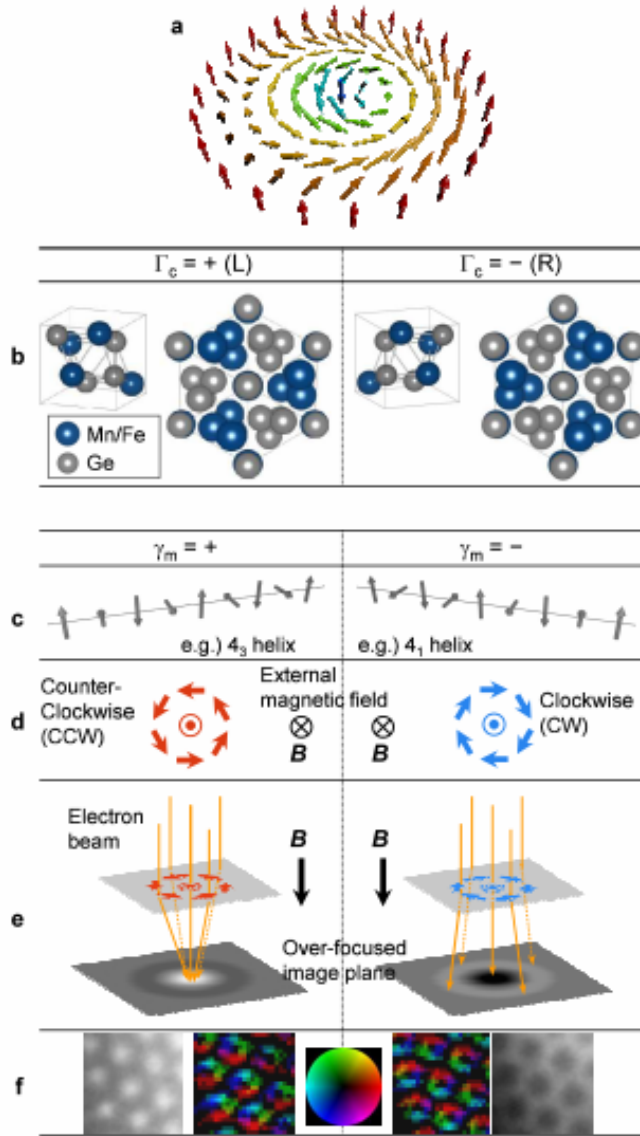 a
Γc = + (L) Γc = − (R)
b
Mn/Fe
Ge
γm = + γm = −
c
e.g.) 4₃ helix e.g.) 4₁ helix
d
Counter-
Clockwise
(CCW)
External
magnetic field
B B
Clockwise
(CW)
e
Electron
beam
B B
Over-focused
image plane
f